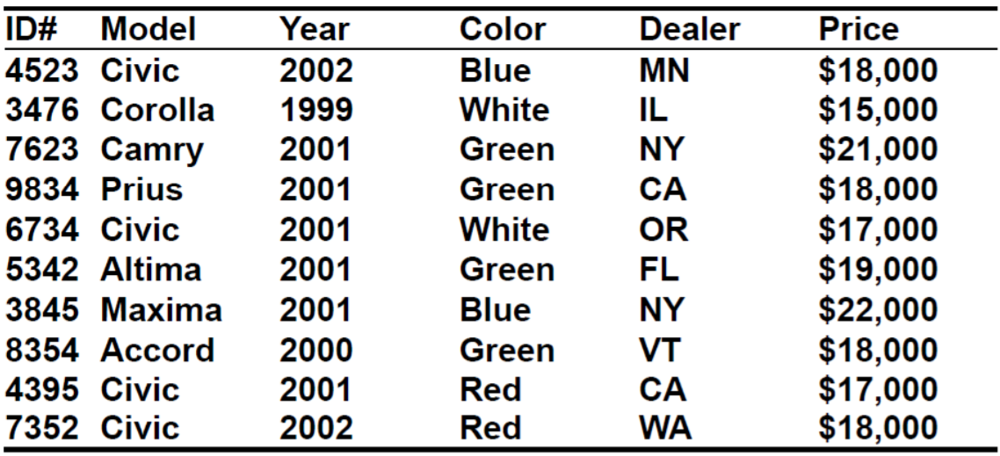 ID# Model Year Color Dealer Price
4523 Civic 2002 Blue MN $18,000
3476 Corolla 1999 White IL $15,000
7623 Camry 2001 Green NY $21,000
9834 Prius 2001 Green CA $18,000
6734 Civic 2001 White OR $17,000
5342 Altima 2001 Green FL $19,000
3845 Maxima 2001 Blue NY $22,000
8354 Accord 2000 Green VT $18,000
4395 Civic 2001 Red CA $17,000
7352 Civic 2002 Red WA $18,000